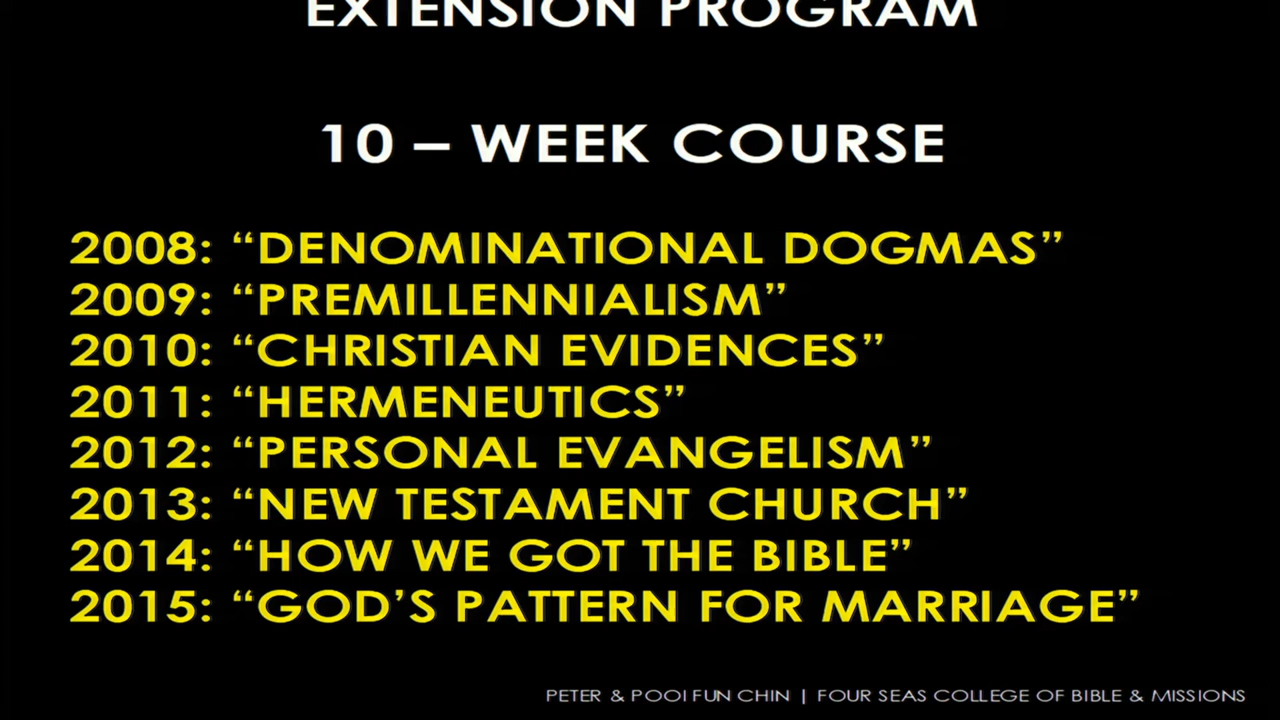 EXTENSION PROGRAM
10 – WEEK COURSE
2008: “DENOMINATIONAL DOGMAS”
2009: “PREMILLENNIALISM”
2010: “CHRISTIAN EVIDENCES”
2011: “HERMENEUTICS”
2012: “PERSONAL EVANGELISM”
2013: “NEW TESTAMENT CHURCH”
2014: “HOW WE GOT THE BIBLE”
2015: “GOD’S PATTERN FOR MARRIAGE”
PETER & POOI FUN CHIN | FOUR SEAS COLLEGE OF BIBLE & MISSIONS